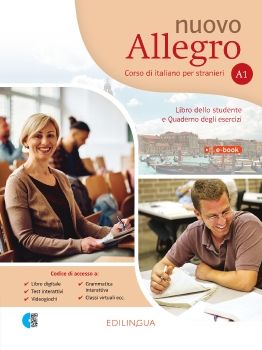 nuovo
Allegro
Corso di italiano per stranieri A1
Libro dello studente
e Quaderno degli esercizi
e-book
Codice di accesso a:
✓ Libro digitale
✓ Test interattivi
✓ Videogiochi
✓ Grammatica
interattiva
✓ Classi virtuali ecc.
EDILINGUA